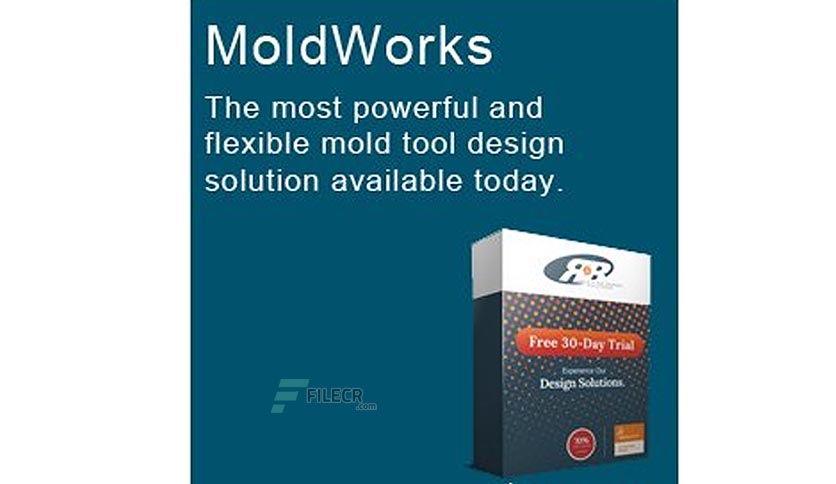 MoldWorks
The most powerful and
flexible mold tool design
solution available today.
R&R
Free 30-Day Trial
Experience Our
Design Solutions.
FILECR
.com